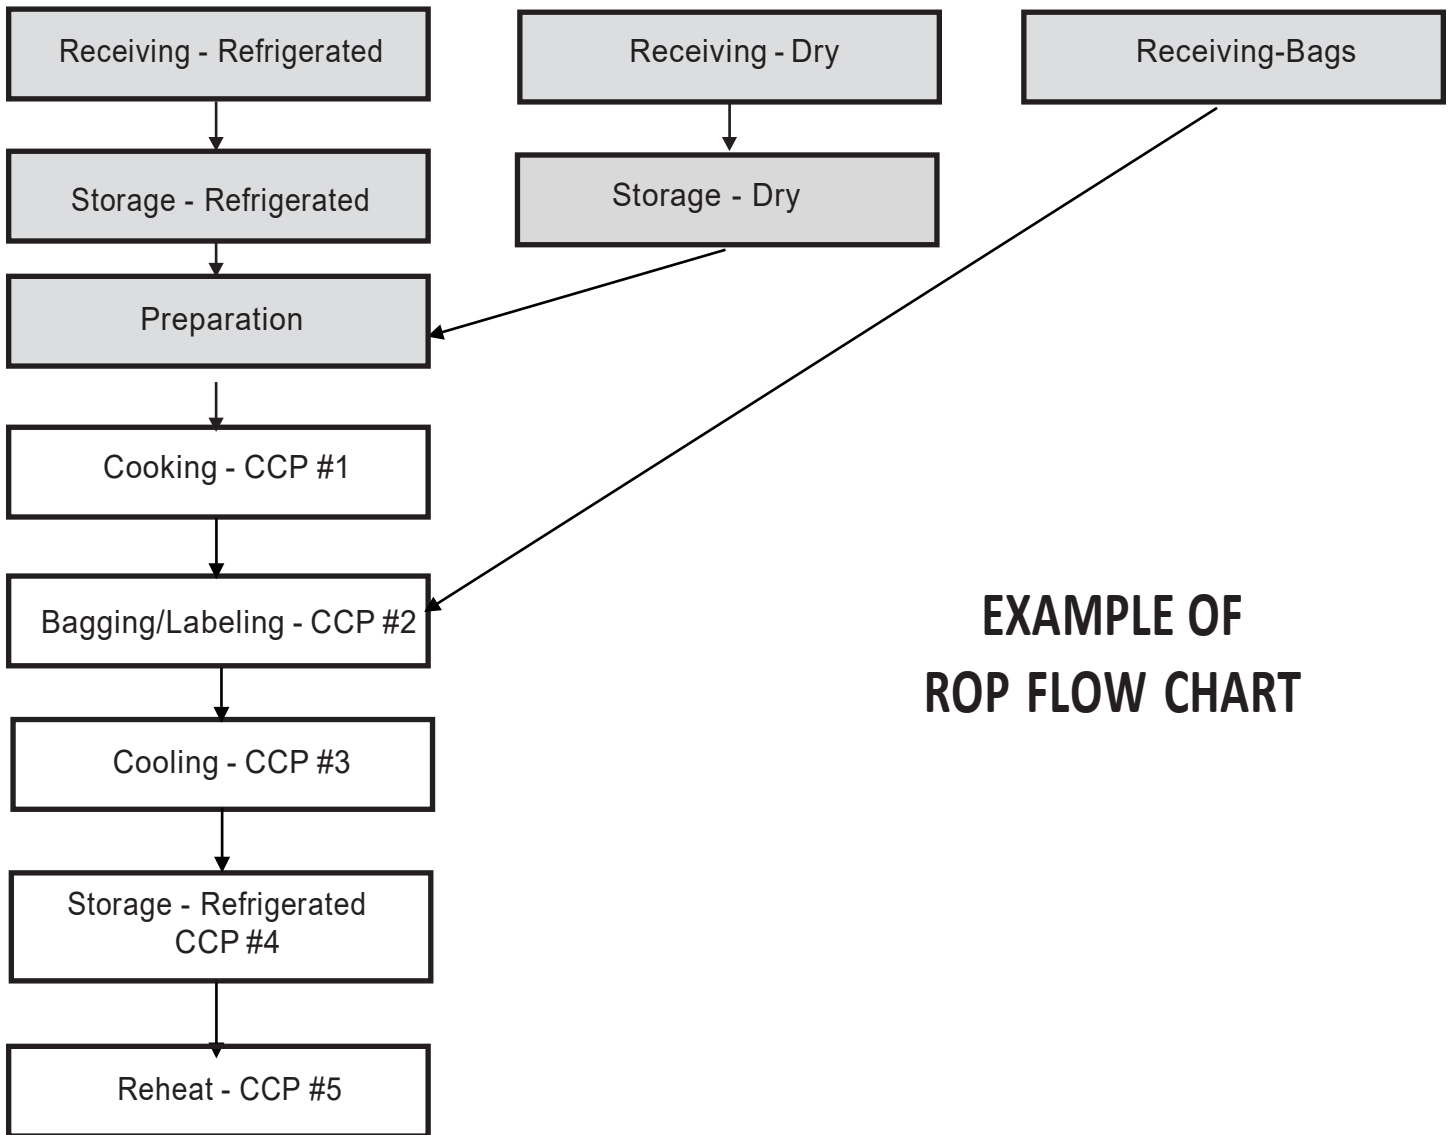 Receiving - Refrigerated
Receiving - Dry
Receiving-Bags
Storage - Refrigerated
Storage - Dry
Preparation
Cooking - CCP #1
Bagging/Labeling - CCP #2
EXAMPLE OF
ROP FLOW CHART
Cooling - CCP #3
Storage - Refrigerated
CCP #4
Reheat - CCP #5